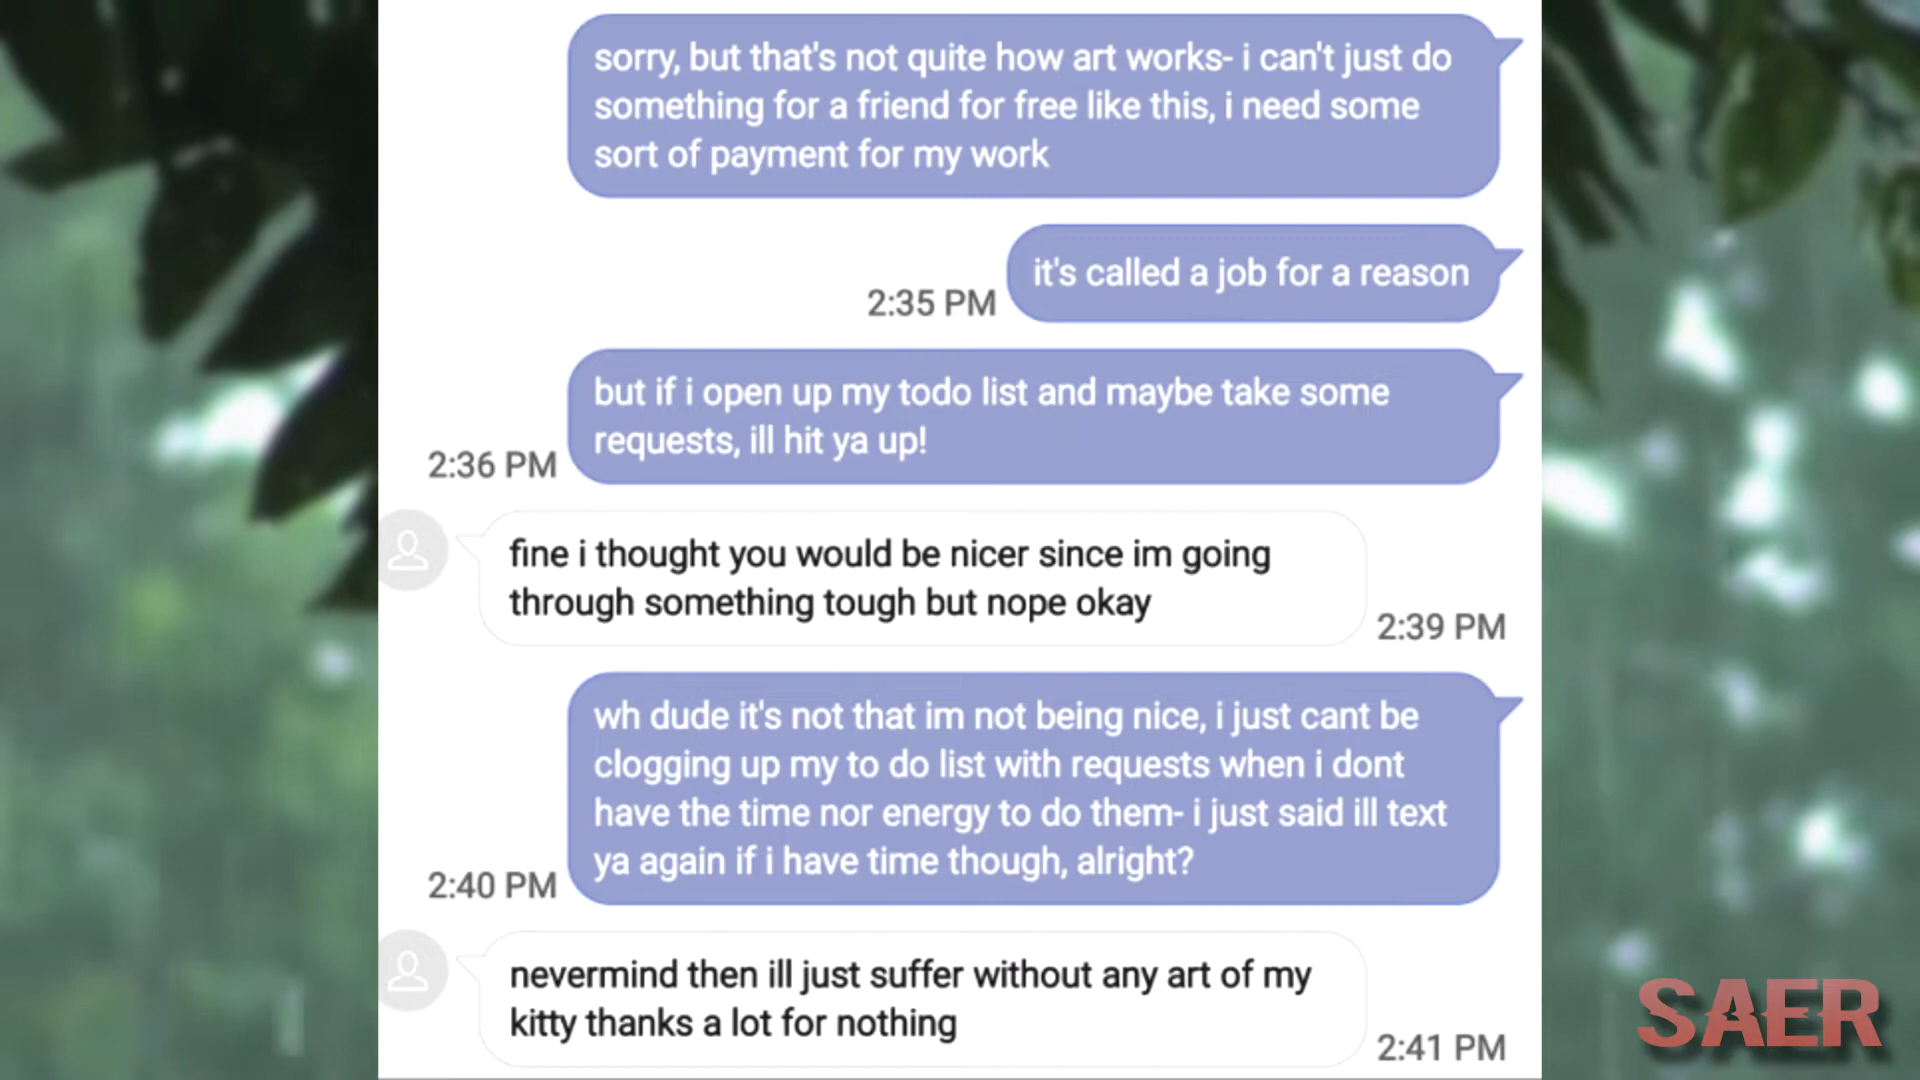 sorry, but that's not quite how art works- i can't just do
something for a friend for free like this, i need some
sort of payment for my work
it's called a job for a reason
2:35 PM
but if i open up my todo list and maybe take some
requests, ill hit ya up!
2:36 PM
fine i thought you would be nicer since im going
through something tough but nope okay
2:39 PM
wh dude it's not that im not being nice, i just cant be
clogging up my to do list with requests when i dont
have the time nor energy to do them- i just said ill text
ya again if i have time though, alright?
2:40 PM
nevermind then ill just suffer without any art of my
kitty thanks a lot for nothing
2:41 PM
SAER